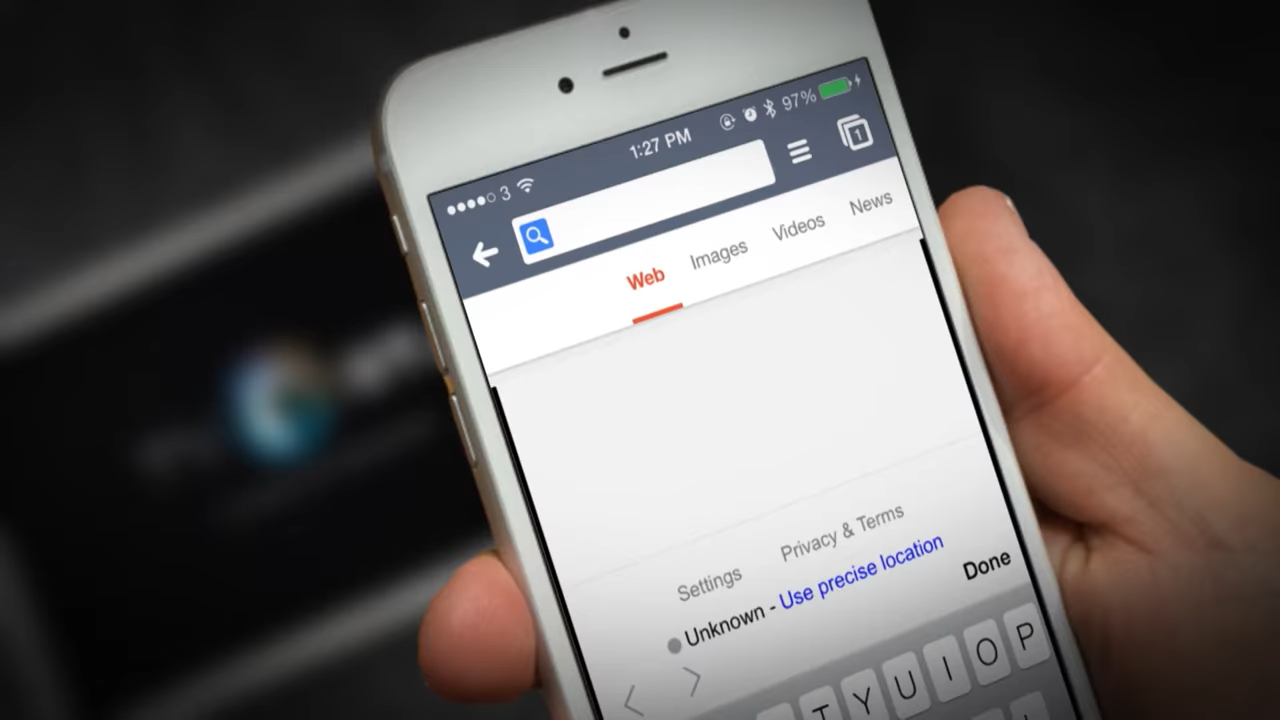 3 1:27 PM 97%
1
Web Images Videos News
Settings Privacy & Terms
Unknown - Use precise location
Done
T Y U I O P